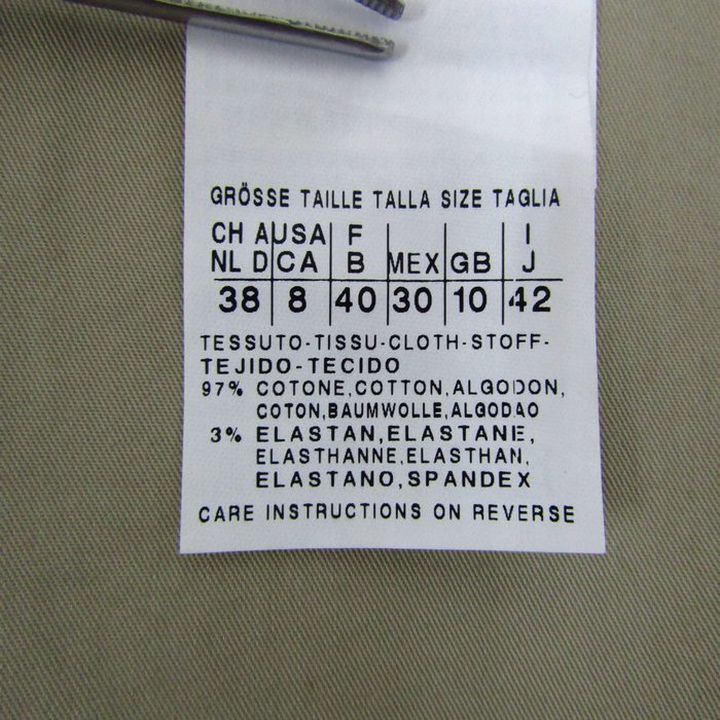 GRÖSSE TAILLE TALLA SIZE TAGLIA
CH A USA F I
NL D CA B MEX GB J
38 8 40 30 10 42
TESSUTO-TISSU-CLOTH-STOFF-
TEJIDO-TECIDO
97% COTONE,COTTON,ALGODON,
COTON,BAUMWOLLE,ALGODAO
3% ELASTAN,ELASTANE,
ELASTHANNE,ELASTHAN,
ELASTANO,SPANDEX
CARE INSTRUCTIONS ON REVERSE